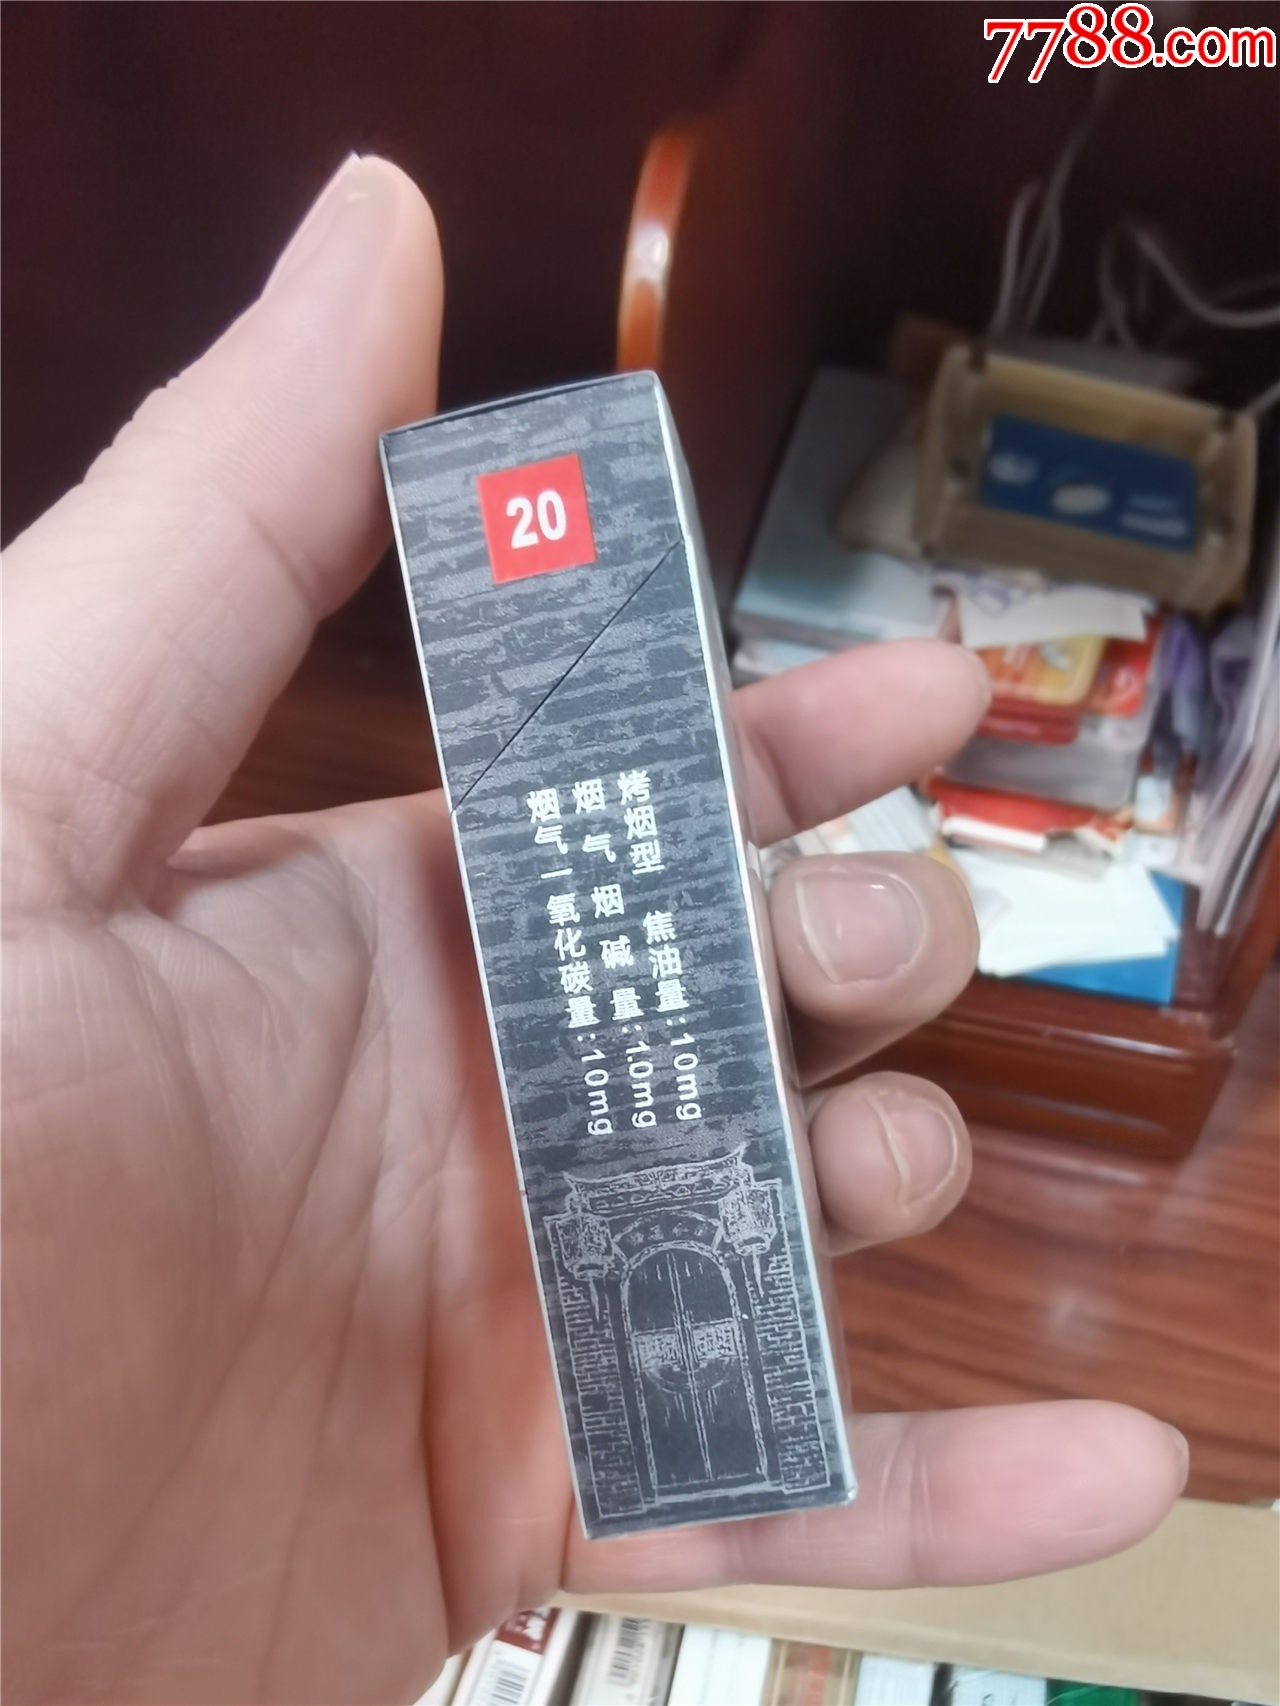 7788.com
20
烤烟型 焦油量:10mg
烟气烟碱量:1.0mg
烟气一氧化碳量:10mg